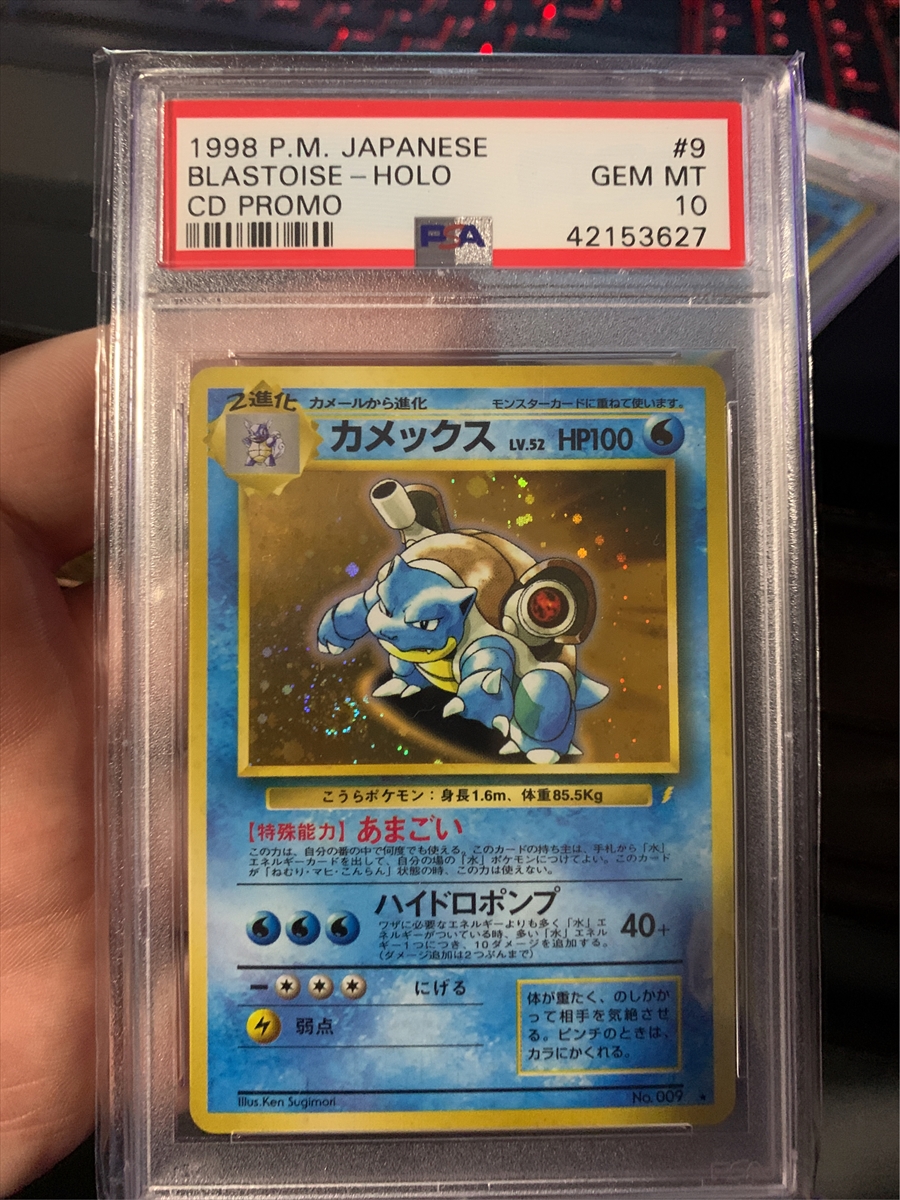 1998 P.M. JAPANESE #9
BLASTOISE-HOLO GEM MT
CD PROMO 10
PSA 42153627
2進化 カメールから進化 モンスターカードに重ねて使います。
カメックス LV.52 HP100
こうらポケモン：身長1.6m、体重85.5Kg
【特殊能力】あまごい
この力は、自分の番の中で何度でも使える。このカードの持ち主は、手札から「水」
エネルギーカードを出して、自分の場の「水」ポケモンにつけてよい。このカード
が「ねむり・マヒ・こんらん」状態の時、この力は使えない。
ハイドロポンプ
ワザに必要なエネルギーよりも多く「水」エ
ネルギーがついている時、多い「水」エネル
ギー1つにつき、10ダメージを追加する。
（ダメージ追加は2つぶんまで）
40+
にげる
弱点
体が重たく、のしかか
って相手を気絶させ
る。ピンチのときは、
カラにかくれる。
Illus.Ken Sugimori No.009 ★